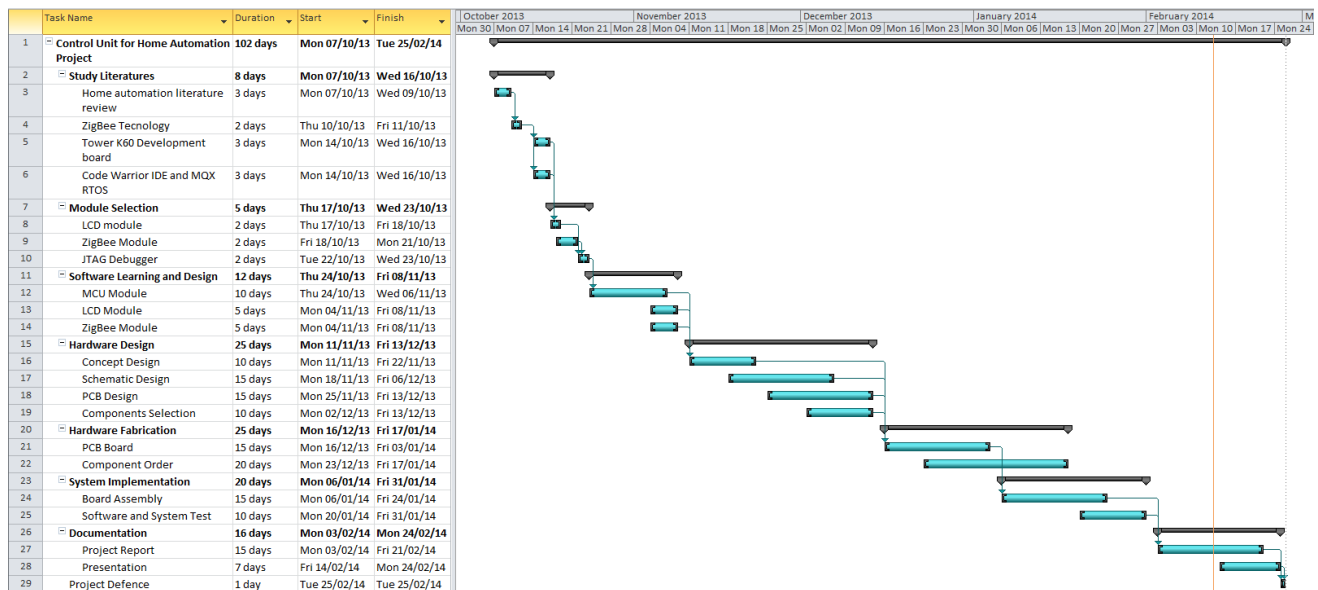 Task Name Duration Start Finish
October 2013 November 2013 December 2013 January 2014 February 2014 M
Mon 30 Mon 07 Mon 14 Mon 21 Mon 28 Mon 04 Mon 11 Mon 18 Mon 25 Mon 02 Mon 09 Mon 16 Mon 23 Mon 30 Mon 06 Mon 13 Mon 20 Mon 27 Mon 03 Mon 10 Mon 17 Mon 24
1 Control Unit for Home Automation 102 days Mon 07/10/13 Tue 25/02/14
Project
2 Study Literatures 8 days Mon 07/10/13 Wed 16/10/13
3 Home automation literature 3 days Mon 07/10/13 Wed 09/10/13
review
4 ZigBee Tecnology 2 days Thu 10/10/13 Fri 11/10/13
5 Tower K60 Development 3 days Mon 14/10/13 Wed 16/10/13
board
6 Code Warrior IDE and MQX 3 days Mon 14/10/13 Wed 16/10/13
RTOS
7 Module Selection 5 days Thu 17/10/13 Wed 23/10/13
8 LCD module 2 days Thu 17/10/13 Fri 18/10/13
9 ZigBee Module 2 days Fri 18/10/13 Mon 21/10/13
10 JTAG Debugger 2 days Tue 22/10/13 Wed 23/10/13
11 Software Learning and Design 12 days Thu 24/10/13 Fri 08/11/13
12 MCU Module 10 days Thu 24/10/13 Wed 06/11/13
13 LCD Module 5 days Mon 04/11/13 Fri 08/11/13
14 ZigBee Module 5 days Mon 04/11/13 Fri 08/11/13
15 Hardware Design 25 days Mon 11/11/13 Fri 13/12/13
16 Concept Design 10 days Mon 11/11/13 Fri 22/11/13
17 Schematic Design 15 days Mon 18/11/13 Fri 06/12/13
18 PCB Design 15 days Mon 25/11/13 Fri 13/12/13
19 Components Selection 10 days Mon 02/12/13 Fri 13/12/13
20 Hardware Fabrication 25 days Mon 16/12/13 Fri 17/01/14
21 PCB Board 15 days Mon 16/12/13 Fri 03/01/14
22 Component Order 20 days Mon 23/12/13 Fri 17/01/14
23 System Implementation 20 days Mon 06/01/14 Fri 31/01/14
24 Board Assembly 15 days Mon 06/01/14 Fri 24/01/14
25 Software and System Test 10 days Mon 20/01/14 Fri 31/01/14
26 Documentation 16 days Mon 03/02/14 Mon 24/02/14
27 Project Report 15 days Mon 03/02/14 Fri 21/02/14
28 Presentation 7 days Fri 14/02/14 Mon 24/02/14
29 Project Defence 1 day Tue 25/02/14 Tue 25/02/14